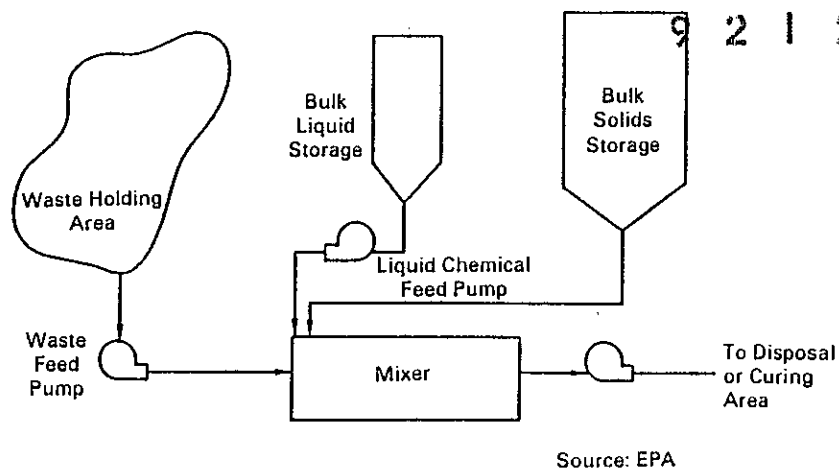 9 2 1
Bulk
Liquid
Storage
Bulk
Solids
Storage
Waste Holding
Area
Liquid Chemical
Feed Pump
Waste
Feed
Pump
Mixer
To Disposal
or Curing
Area
Source: EPA